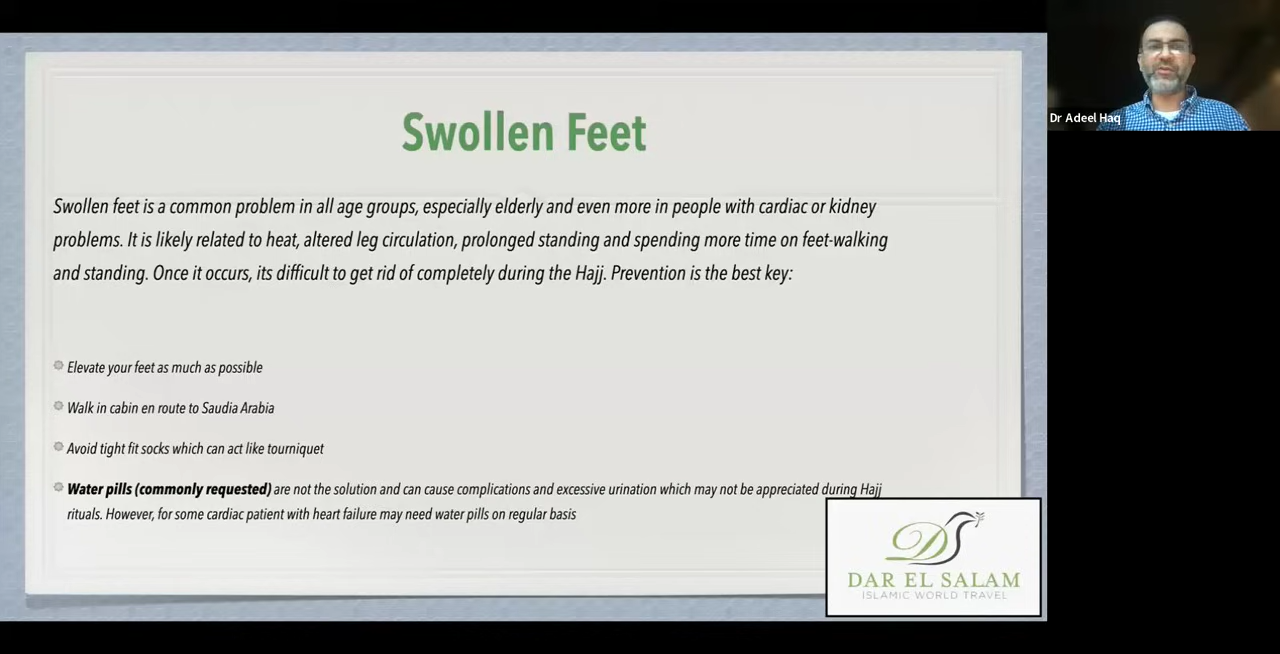 Swollen Feet
Swollen feet is a common problem in all age groups, especially elderly and even more in people with cardiac or kidney
problems. It is likely related to heat, altered leg circulation, prolonged standing and spending more time on feet-walking
and standing. Once it occurs, its difficult to get rid of completely during the Hajj. Prevention is the best key:
Elevate your feet as much as possible
Walk in cabin en route to Saudia Arabia
Avoid tight fit socks which can act like tourniquet
Water pills (commonly requested) are not the solution and can cause complications and excessive urination which may not be appreciated during Hajj
rituals. However, for some cardiac patient with heart failure may need water pills on regular basis
DS
DAR EL SALAM
ISLAMIC WORLD TRAVEL
Dr Adeel Haq